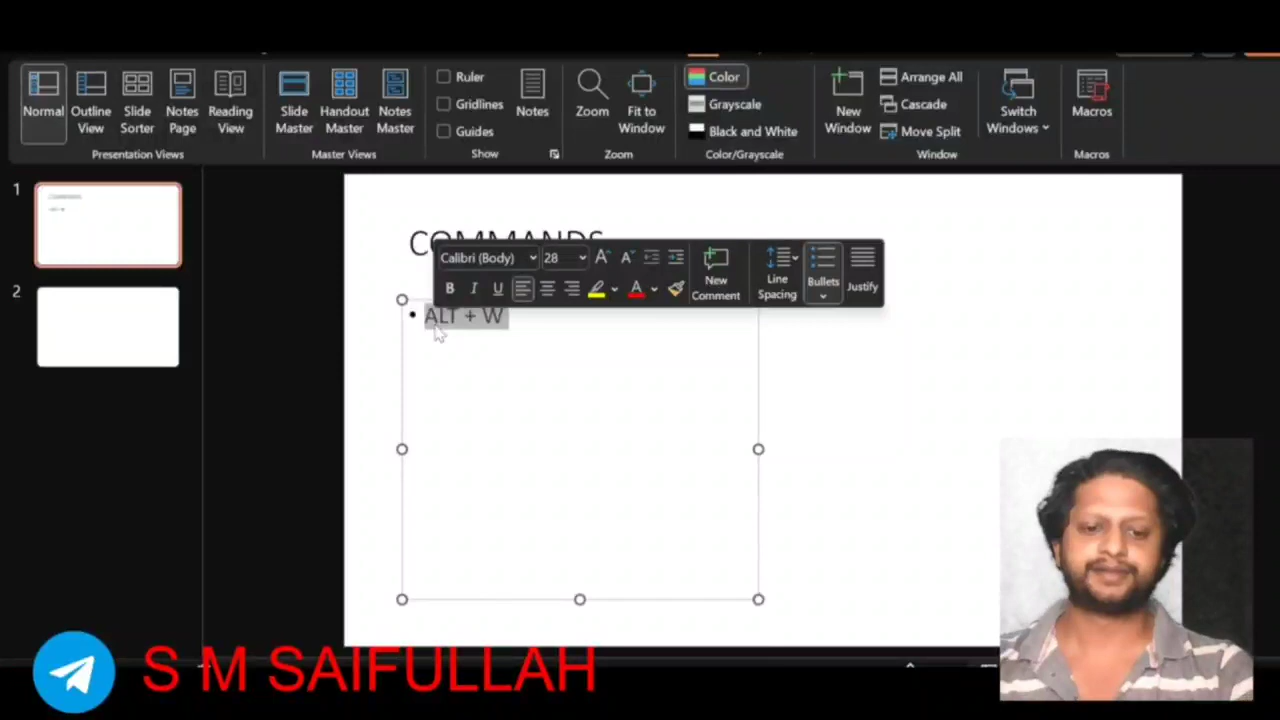 Normal
Outline View
Slide Sorter
Notes Page
Reading View
Presentation Views
Slide Master
Handout Master
Notes Master
Master Views
Ruler
Gridlines
Guides
Notes
Show
Zoom
Fit to Window
Zoom
Color
Grayscale
Black and White
Color/Grayscale
New Window
Arrange All
Cascade
Move Split
Switch Windows
Window
Macros
Macros
1
2
COMMANDS
Calibri (Body)
28
A
A
B
I
U
A
New Comment
Line Spacing
Bullets
Justify
• ALT + W
S M SAIFULLAH